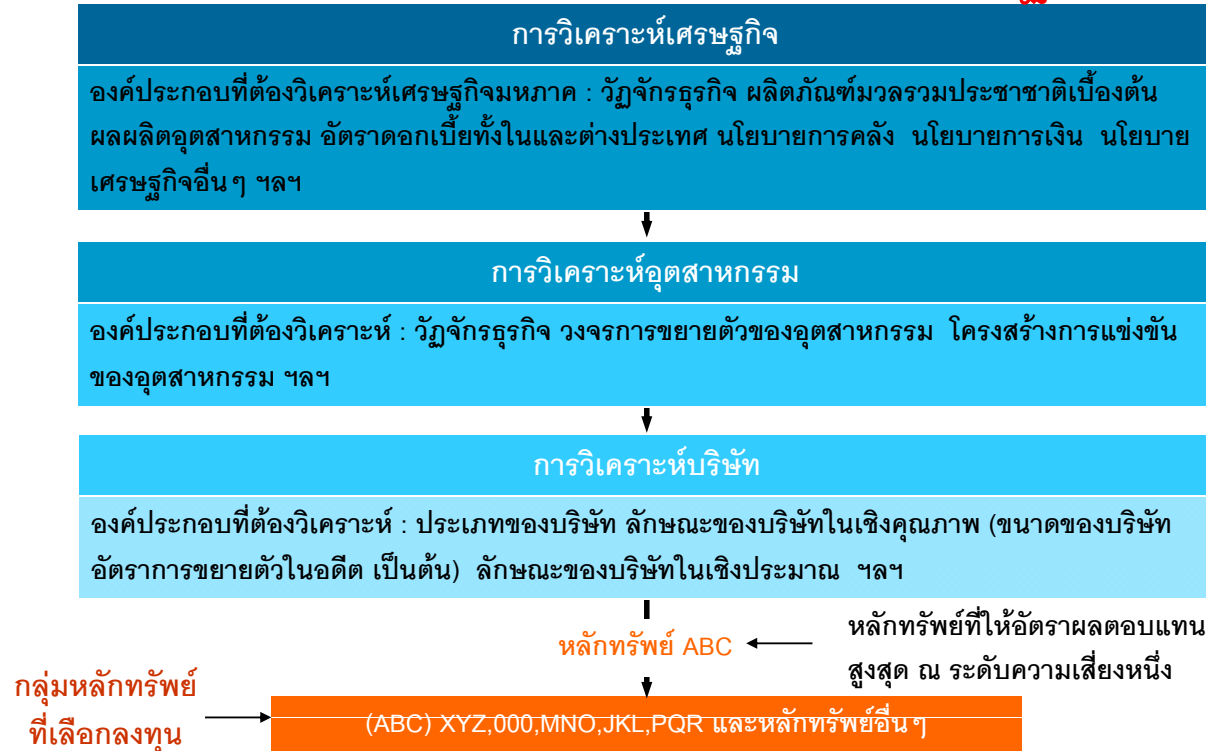 การวิเคราะห์เศรษฐกิจ
องค์ประกอบที่ต้องวิเคราะห์เศรษฐกิจมหภาค : วัฏจักรธุรกิจ ผลิตภัณฑ์มวลรวมประชาชาติเบื้องต้น
ผลผลิตอุตสาหกรรม อัตราดอกเบี้ยทั้งในและต่างประเทศ นโยบายการคลัง นโยบายการเงิน นโยบาย
เศรษฐกิจอื่นๆ ฯลฯ
การวิเคราะห์อุตสาหกรรม
องค์ประกอบที่ต้องวิเคราะห์ : วัฏจักรธุรกิจ วงจรการขยายตัวของอุตสาหกรรม โครงสร้างการแข่งขัน
ของอุตสาหกรรม ฯลฯ
การวิเคราะห์บริษัท
องค์ประกอบที่ต้องวิเคราะห์ : ประเภทของบริษัท ลักษณะของบริษัทในเชิงคุณภาพ (ขนาดของบริษัท
อัตราการขยายตัวในอดีต เป็นต้น) ลักษณะของบริษัทในเชิงประมาณ ฯลฯ
หลักทรัพย์ ABC
หลักทรัพย์ที่ให้อัตราผลตอบแทน
สูงสุด ณ ระดับความเสี่ยงหนึ่ง
กลุ่มหลักทรัพย์
ที่เลือกลงทุน
(ABC) XYZ,000,MNO,JKL,PQR และหลักทรัพย์อื่นๆ